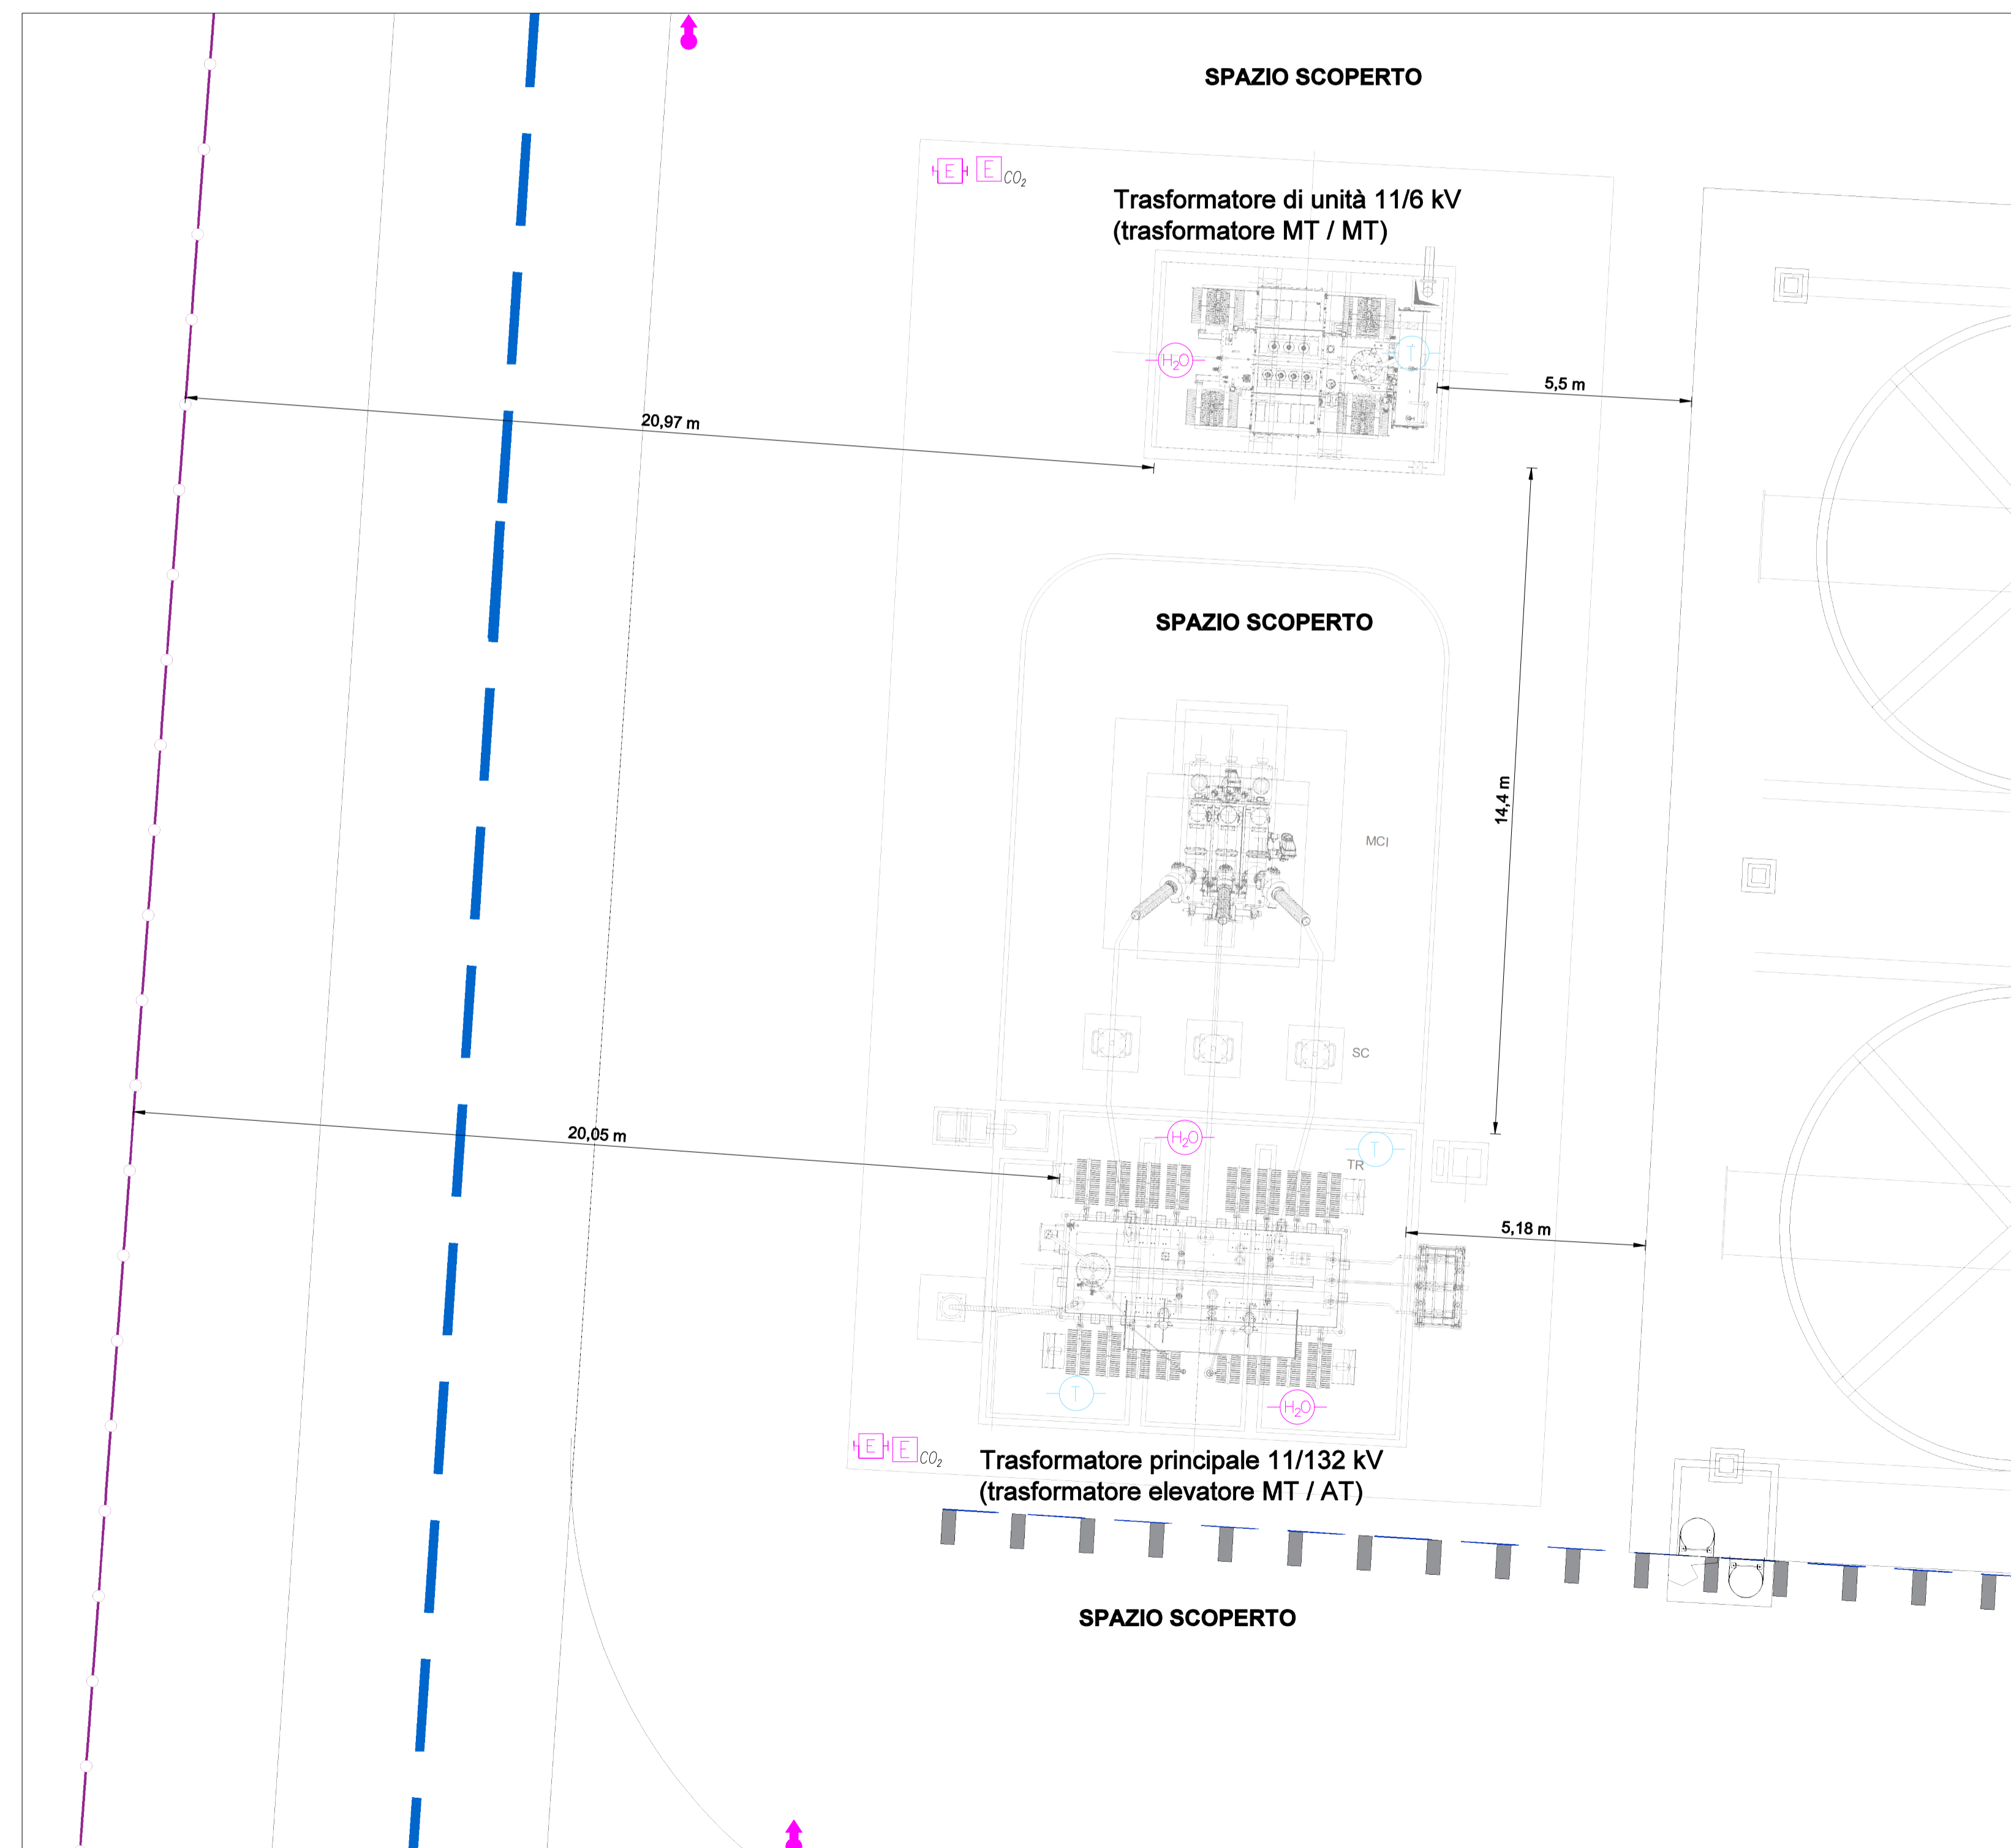 SPAZIO SCOPERTO
E
E CO₂
Trasformatore di unità 11/6 kV
(trasformatore MT / MT)
H₂O
T
5,5 m
20,97 m
SPAZIO SCOPERTO
14,4 m
MCI
SC
20,05 m
H₂O
T
TR
5,18 m
T
H₂O
E
E CO₂
Trasformatore principale 11/132 kV
(trasformatore elevatore MT / AT)
SPAZIO SCOPERTO